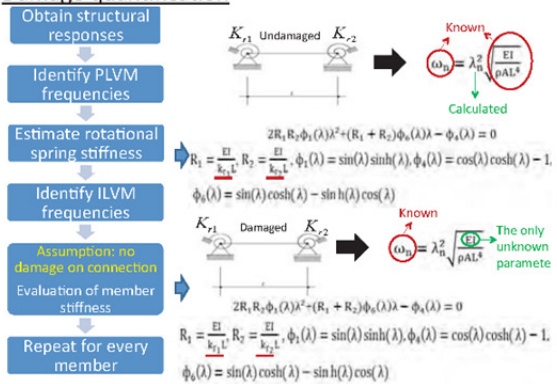 Obtain structural
responses
Identify PLVM
frequencies
Estimate rotational
spring stiffness
Identify ILVM
frequencies
Assumption: no
damage on connection
Evaluation of member
stiffness
Repeat for every
member
K_r1 Undamaged K_r2
Known
ω_n = λ_n^2 √(EI/ρAL^4)
Calculated
2R_1R_2ϕ_1(λ)λ^2+(R_1 + R_2)ϕ_6(λ)λ − ϕ_4(λ) = 0
R_1 = EI/(k_r1 L), R_2 = EI/(k_r2 L), ϕ_1(λ) = sin(λ)sinh(λ), ϕ_4(λ) = cos(λ)cosh(λ) − 1,
ϕ_6(λ) = sin(λ)cosh(λ) − sinh(λ)cos(λ)
K_r1 Damaged K_r2
Known
ω_n = λ_n^2 √(EI/ρAL^4)
The only
unknown
paramete
2R_1R_2ϕ_1(λ)λ^2+(R_1 + R_2)ϕ_6(λ)λ − ϕ_4(λ) = 0
R_1 = EI/(k_r1 L), R_2 = EI/(k_r2 L), ϕ_1(λ) = sin(λ)sinh(λ), ϕ_4(λ) = cos(λ)cosh(λ) − 1,
ϕ_6(λ) = sin(λ)cosh(λ) − sinh(λ)cos(λ)